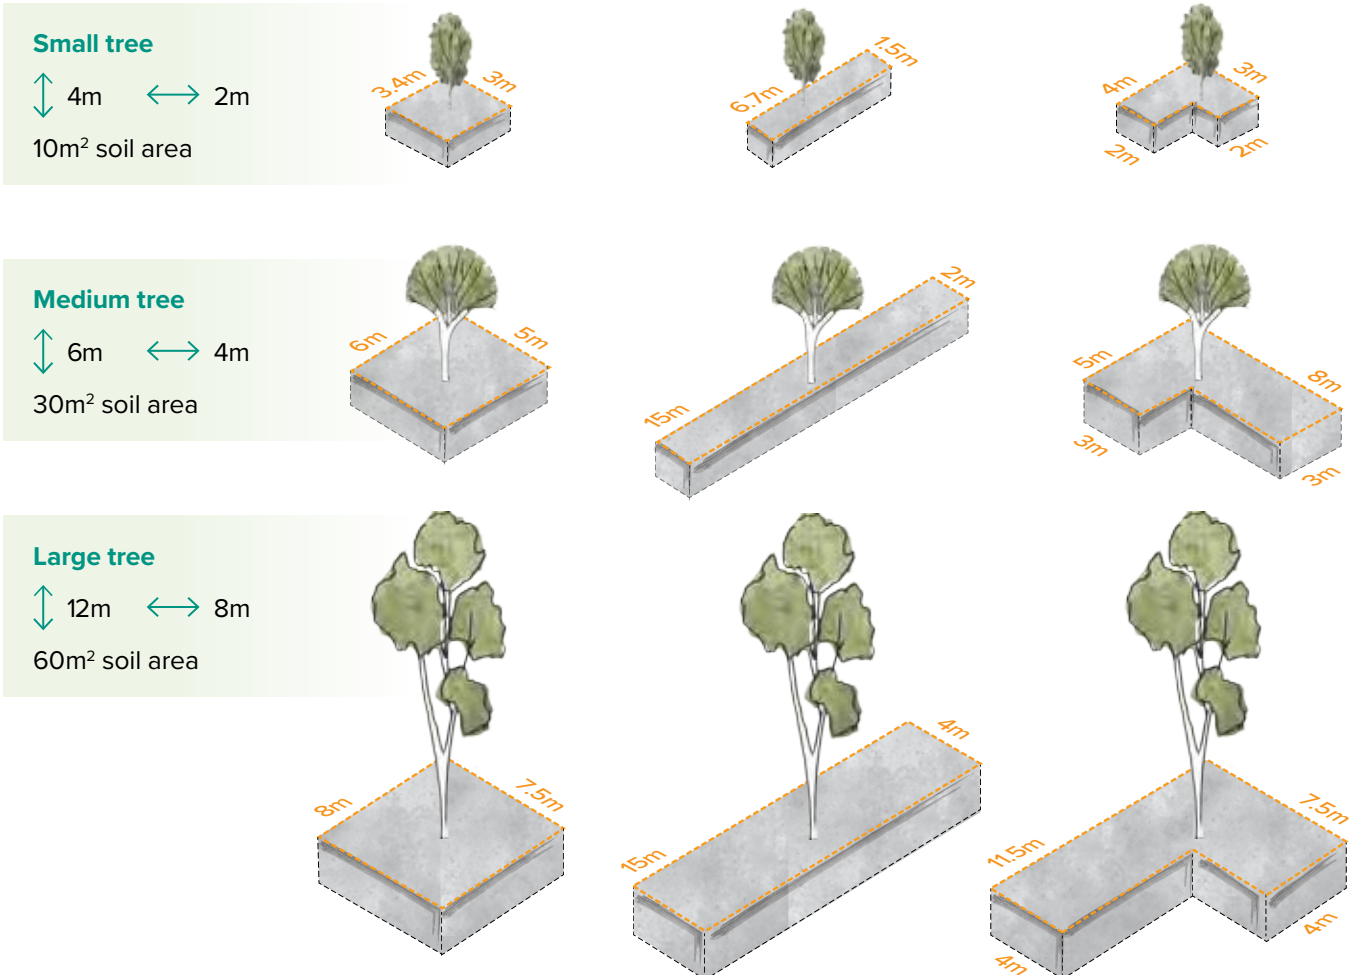 Small tree
4m 2m
10m² soil area
3.4m 3m
6.7m 1.5m
4m 3m
2m 2m
Medium tree
6m 4m
30m² soil area
6m 5m
15m 2m
5m 8m
3m 3m
Large tree
12m 8m
60m² soil area
8m 7.5m
15m 4m
11.5m 7.5m
4m 4m